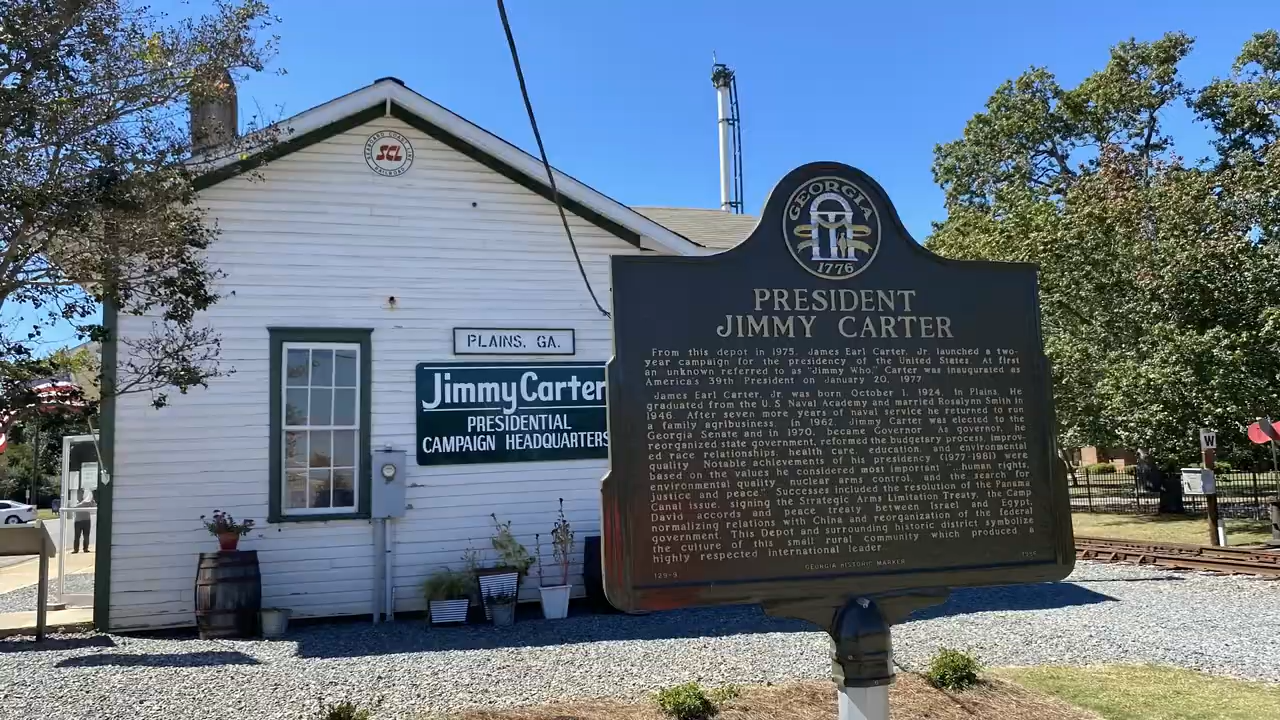 SEABOARD COAST LINE
SCL
RAILROAD
PLAINS, GA.
Jimmy Carter
PRESIDENTIAL
CAMPAIGN HEADQUARTERS
GEORGIA
1776
PRESIDENT
JIMMY CARTER
From this depot in 1975, James Earl Carter, Jr. launched a two-
year campaign for the presidency of the United States. At first
an unknown referred to as "Jimmy Who," Carter was inaugurated as
America's 39th President on January 20, 1977
James Earl Carter, Jr. was born October 1, 1924, in Plains. He
graduated from the U.S Naval Academy and married Rosalynn Smith in
1946. After seven more years of naval service he returned to run
a family agribusiness. In 1962, Jimmy Carter was elected to the
Georgia Senate and in 1970, became Governor. As governor, he
reorganized state government, reformed the budgetary process, improv-
ed race relationships, health care, education, and environmental
quality. Notable achievements of his presidency (1977-1981) were
based on the values he considered most important "...human rights,
environmental quality, nuclear arms control, and the search for
justice and peace." Successes included the resolution of the Panama
Canal issue, signing the Strategic Arms Limitation Treaty, the Camp
David accords and peace treaty between Israel and Egypt,
normalizing relations with China and reorganization of the federal
government. This Depot and surrounding historic district symbolize
the culture of this small rural community which produced a
highly respected international leader.
129-9 GEORGIA HISTORIC MARKER
W